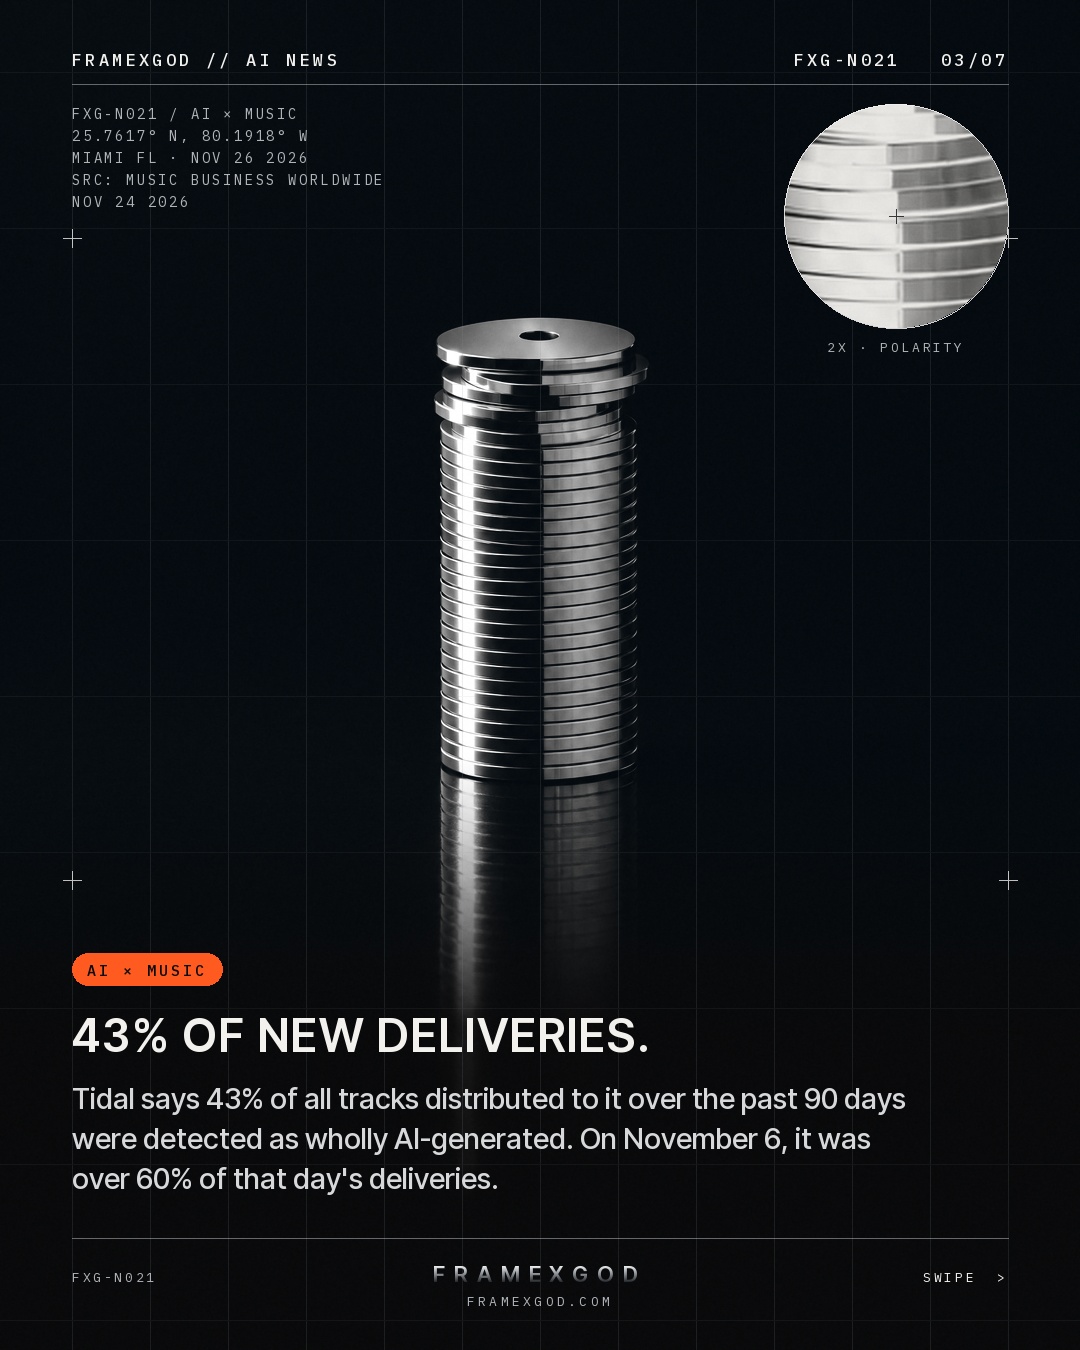 FRAMEXGOD // AI NEWS
FXG-N021 03/07
FXG-N021 / AI × MUSIC
25.7617° N, 80.1918° W
MIAMI FL · NOV 26 2026
SRC: MUSIC BUSINESS WORLDWIDE
NOV 24 2026
2X · POLARITY
AI × MUSIC
43% OF NEW DELIVERIES.
Tidal says 43% of all tracks distributed to it over the past 90 days
were detected as wholly AI-generated. On November 6, it was
over 60% of that day's deliveries.
FXG-N021
FRAMEXGOD
FRAMEXGOD.COM
SWIPE >